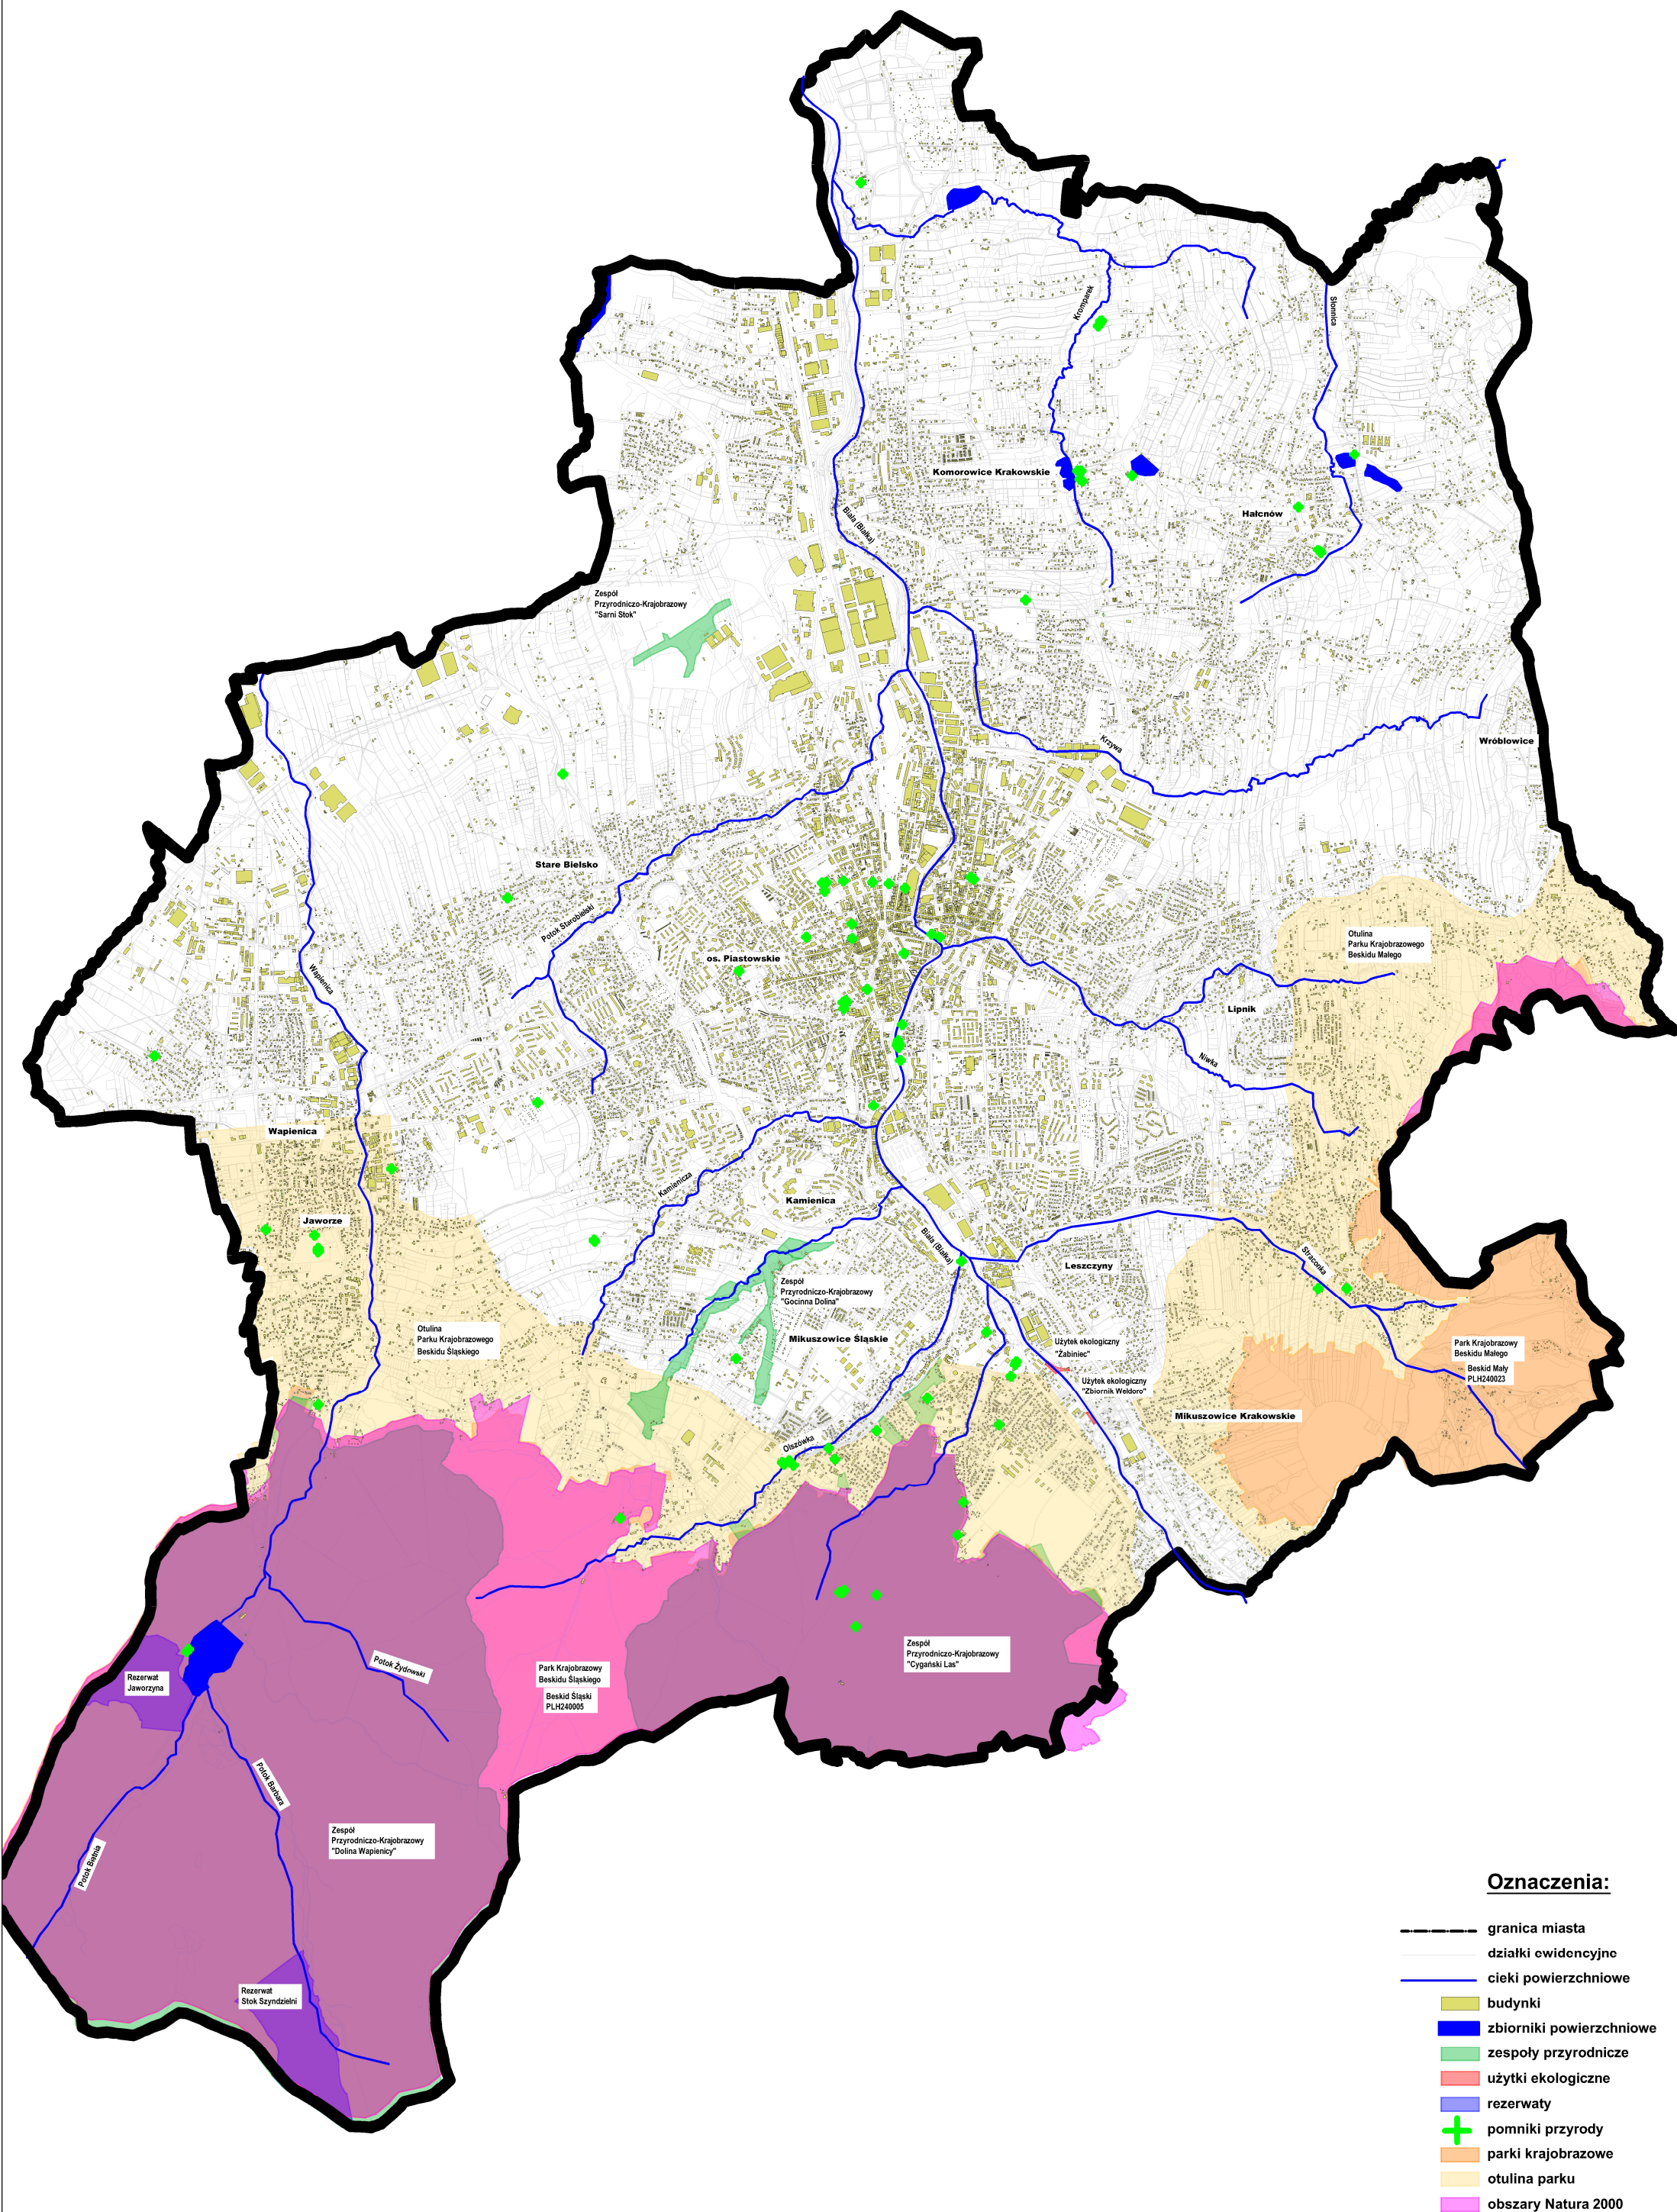 Kromparek
Słonnica
Komorowice Krakowskie
Hałcnów
Biała (Białka)
Zespół
Przyrodniczo-Krajobrazowy
"Sarni Stok"
Krzywa
Wróblowice
Stare Bielsko
Potok Starobielski
os. Piastowskie
Wapienica
Otulina
Parku Krajobrazowego
Beskidu Małego
Lipnik
Niwka
Wapienica
Kamienicza
Kamienica
Jaworze
Biała (Białka)
Straconka
Leszczyny
Zespół
Przyrodniczo-Krajobrazowy
"Gocinna Dolina"
Mikuszowice Śląskie
Otulina
Parku Krajobrazowego
Beskidu Śląskiego
Użytek ekologiczny
"Żabiniec"
Użytek ekologiczny
"Zbiornik Weldoro"
Park Krajobrazowy
Beskidu Małego
Beskid Mały
PLH240023
Mikuszowice Krakowskie
Olszówka
Zespół
Przyrodniczo-Krajobrazowy
"Cygański Las"
Potok Żydowski
Park Krajobrazowy
Beskidu Śląskiego
Beskid Śląski
PLH240005
Rezerwat
Jaworzyna
Potok Barbara
Zespół
Przyrodniczo-Krajobrazowy
"Dolina Wapienicy"
Potok Bełnia
Rezerwat
Stok Szyndzielni
Oznaczenia:
granica miasta
działki ewidencyjne
cieki powierzchniowe
budynki
zbiorniki powierzchniowe
zespoły przyrodnicze
użytki ekologiczne
rezerwaty
pomniki przyrody
parki krajobrazowe
otulina parku
obszary Natura 2000